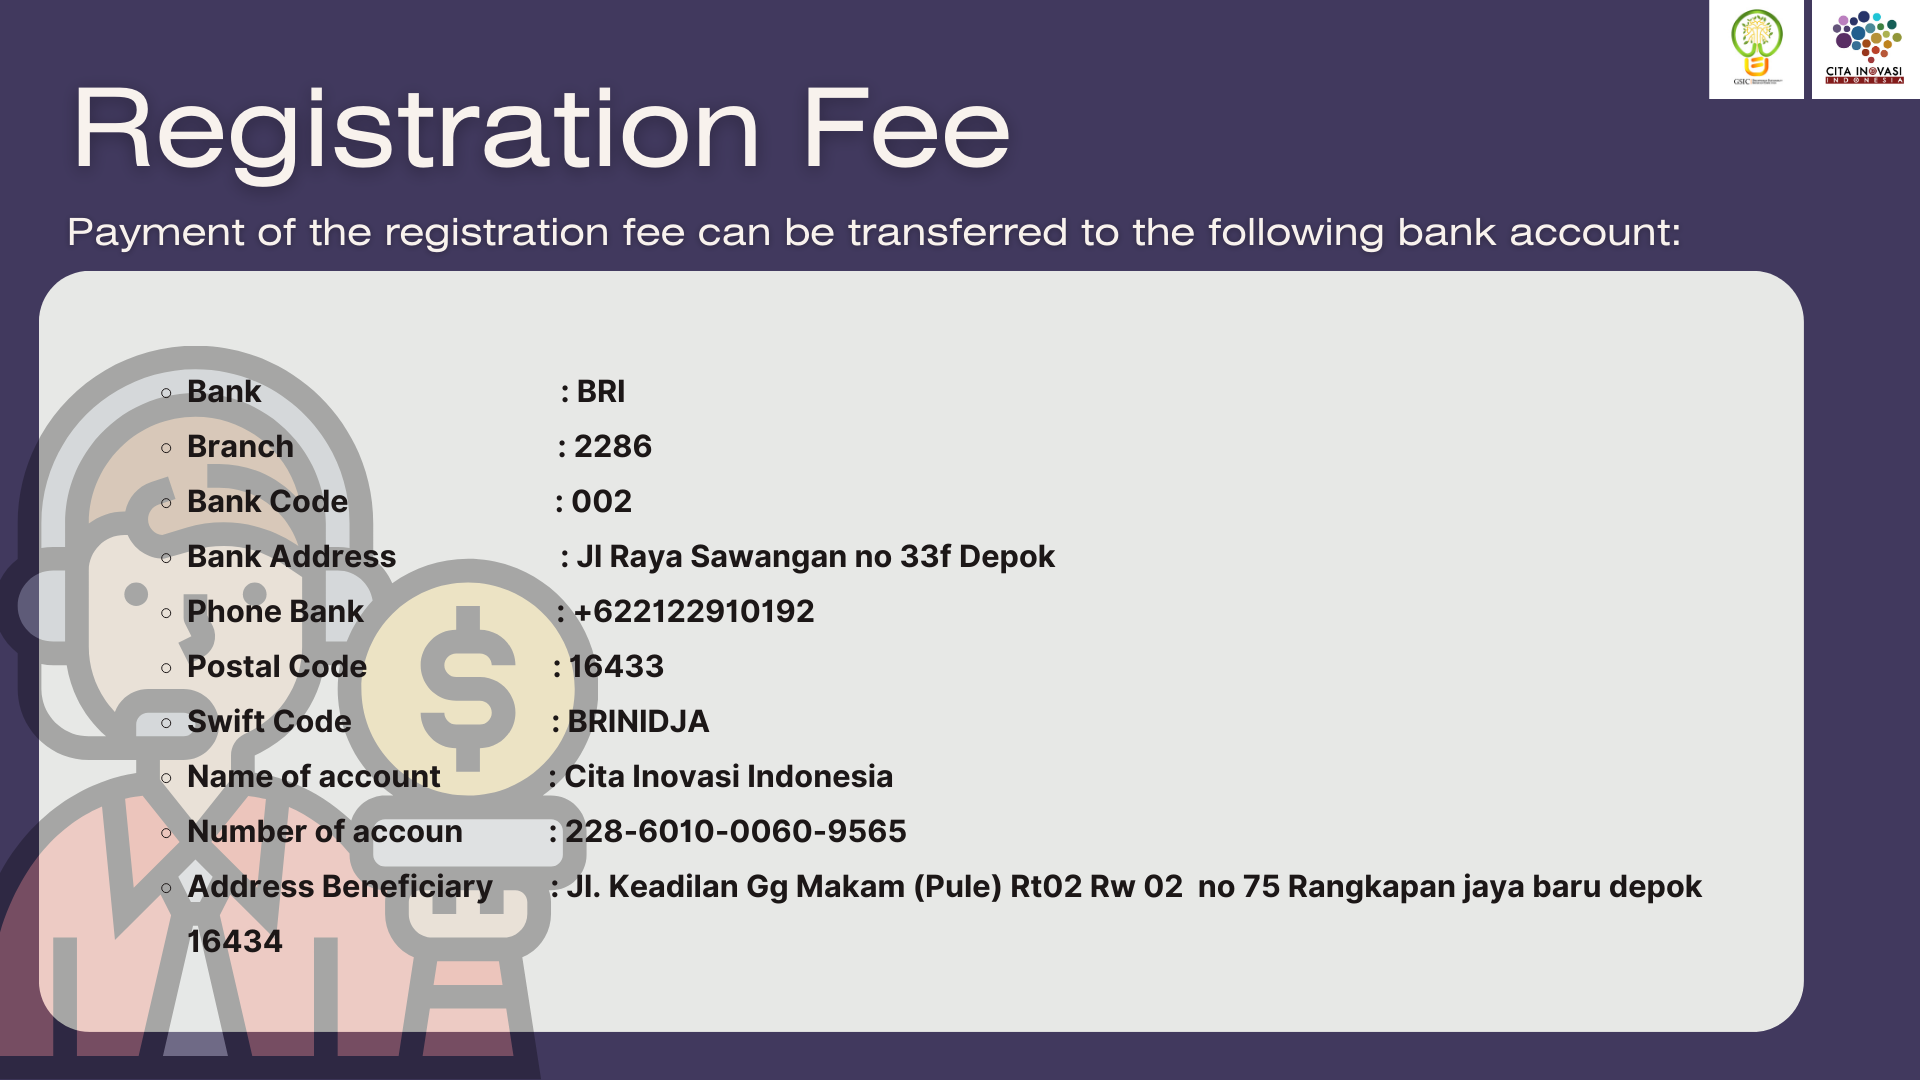 CITA INOVASI
INDONESIA
GSIC
Registration Fee
Payment of the registration fee can be transferred to the following bank account:
Bank : BRI
Branch : 2286
Bank Code : 002
Bank Address : Jl Raya Sawangan no 33f Depok
Phone Bank : +622122910192
Postal Code : 16433
Swift Code : BRINIDJA
Name of account : Cita Inovasi Indonesia
Number of accoun : 228-6010-0060-9565
Address Beneficiary : Jl. Keadilan Gg Makam (Pule) Rt02 Rw 02 no 75 Rangkapan jaya baru depok
16434